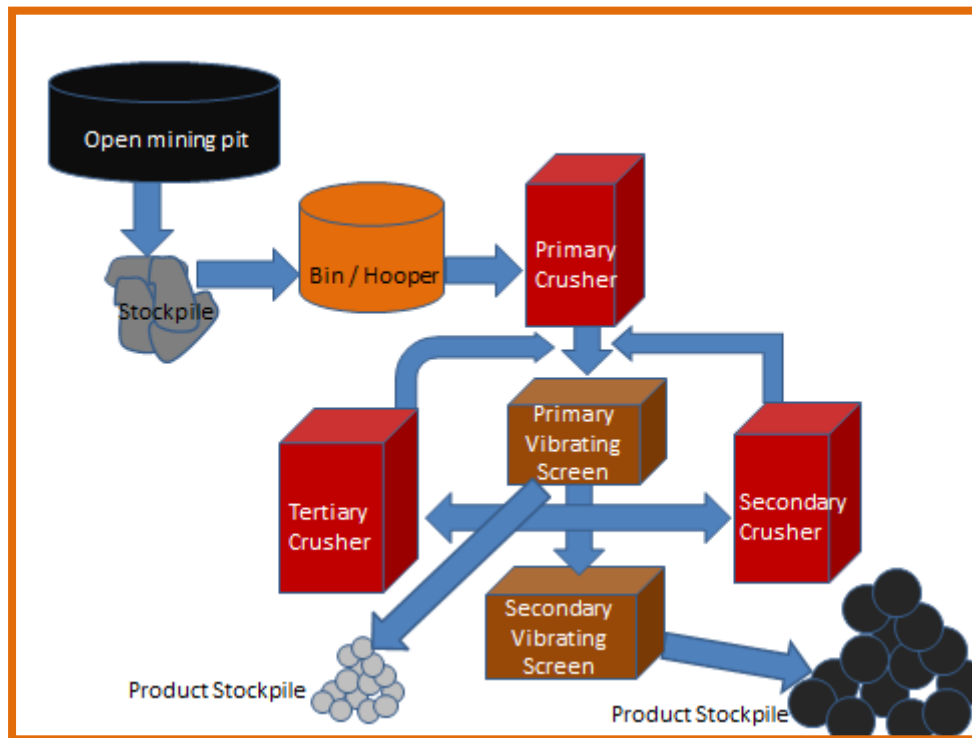 Open mining pit
Stockpile
Bin / Hooper
Primary
Crusher
Primary
Vibrating
Screen
Tertiary
Crusher
Secondary
Crusher
Secondary
Vibrating
Screen
Product Stockpile
Product Stockpile